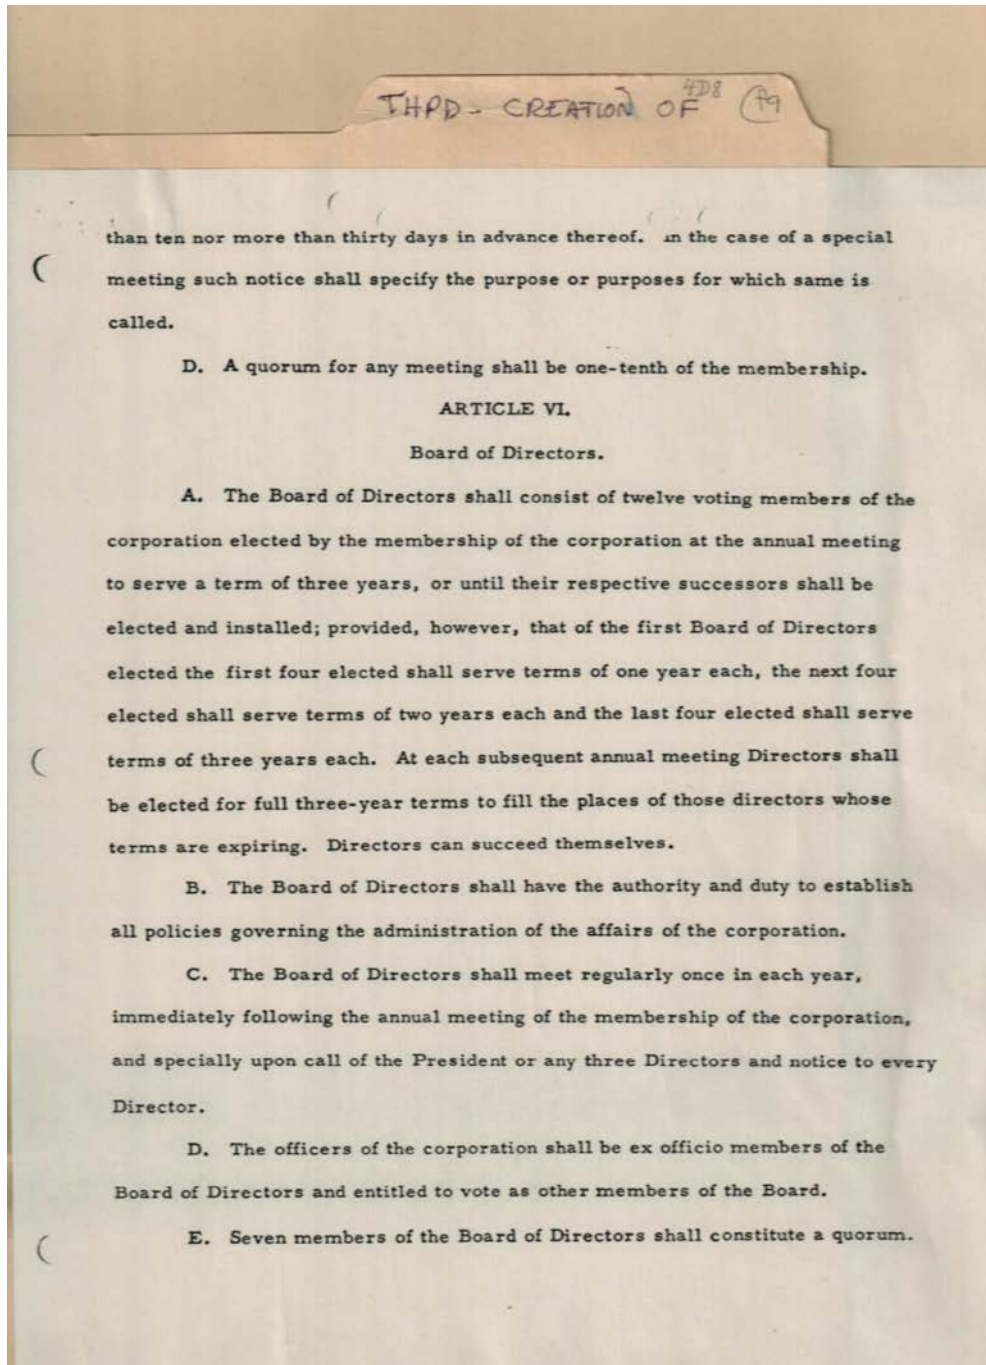 4D8
THPD - CREATION OF
than ten nor more than thirty days in advance thereof. In the case of a special
meeting such notice shall specify the purpose or purposes for which same is
called.
D. A quorum for any meeting shall be one-tenth of the membership.
ARTICLE VI.
Board of Directors.
A. The Board of Directors shall consist of twelve voting members of the
corporation elected by the membership of the corporation at the annual meeting
to serve a term of three years, or until their respective successors shall be
elected and installed; provided, however, that of the first Board of Directors
elected the first four elected shall serve terms of one year each, the next four
elected shall serve terms of two years each and the last four elected shall serve
terms of three years each. At each subsequent annual meeting Directors shall
be elected for full three-year terms to fill the places of those directors whose
terms are expiring. Directors can succeed themselves.
B. The Board of Directors shall have the authority and duty to establish
all policies governing the administration of the affairs of the corporation.
C. The Board of Directors shall meet regularly once in each year,
immediately following the annual meeting of the membership of the corporation,
and specially upon call of the President or any three Directors and notice to every
Director.
D. The officers of the corporation shall be ex officio members of the
Board of Directors and entitled to vote as other members of the Board.
E. Seven members of the Board of Directors shall constitute a quorum.